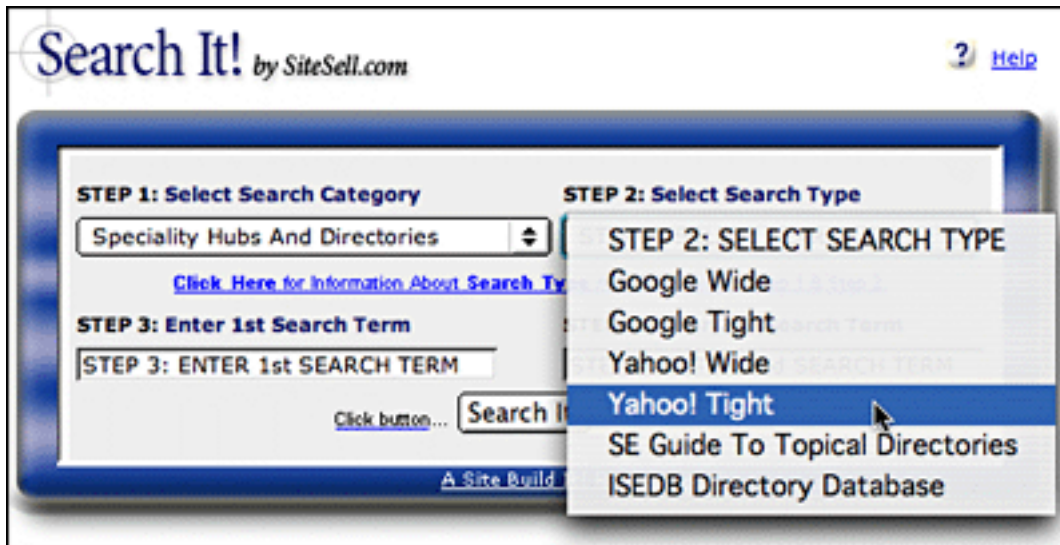 Search It! by SiteSell.com
? Help
STEP 1: Select Search Category
STEP 2: Select Search Type
Speciality Hubs And Directories
STEP 2: SELECT SEARCH TYPE
Google Wide
Google Tight
Yahoo! Wide
Yahoo! Tight
SE Guide To Topical Directories
ISEDB Directory Database
Click Here for Information About Search
STEP 3: Enter 1st Search Term
STEP 3: ENTER 1st SEARCH TERM
Click button... Search
A Site Build